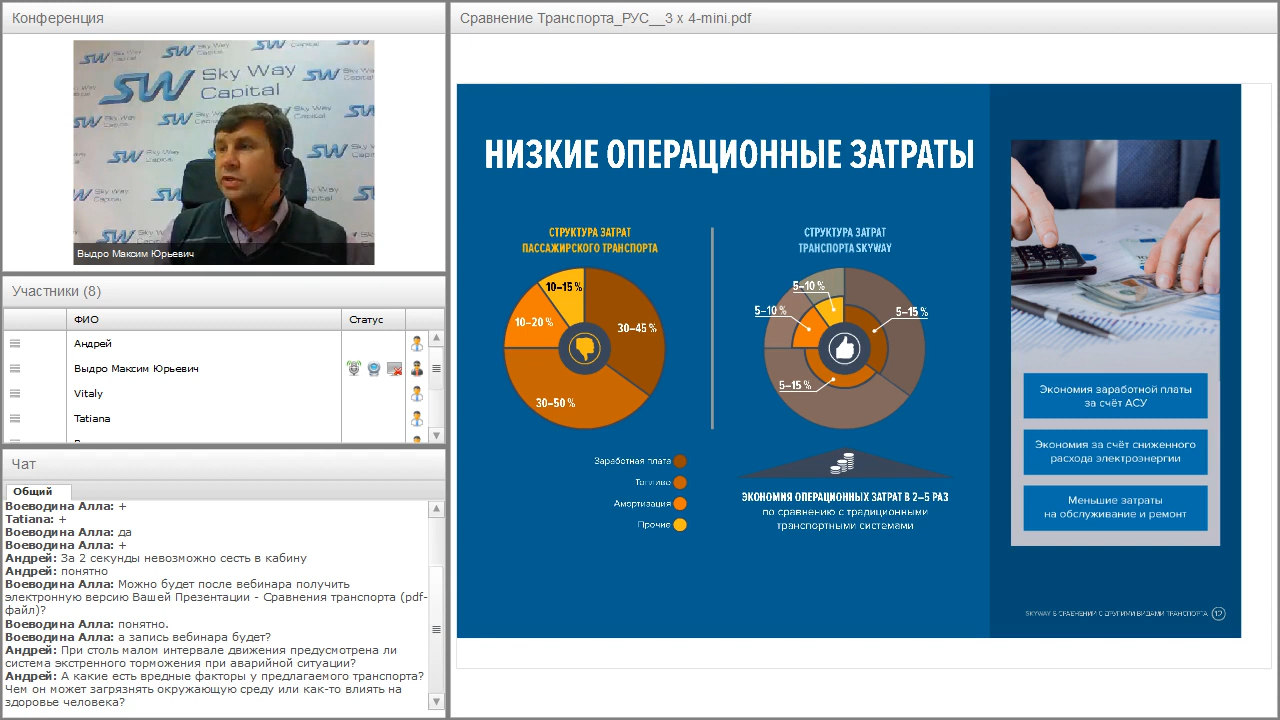 Конференция
SW
Sky Way
Capital
Выдро Максим Юрьевич
Участники (8)
ФИО
Статус
Андрей
Выдро Максим Юрьевич
Vitaly
Tatiana
Чат
Общий
Воеводина Алла: +
Tatiana: +
Воеводина Алла: да
Воеводина Алла: +
Андрей: За 2 секунды невозможно сесть в кабину
Андрей: понятно
Воеводина Алла: Можно будет после вебинара получить
электронную версию Вашей Презентации - Сравнения транспорта (pdf-
файл)?
Воеводина Алла: понятно.
Воеводина Алла: а запись вебинара будет?
Андрей: При столь малом интервале движения предусмотрена ли
система экстренного торможения при аварийной ситуации?
Андрей: А какие есть вредные факторы у предлагаемого транспорта?
Чем он может загрязнять окружающую среду или как-то влиять на
здоровье человека?
Сравнение Транспорта_РУС__3 х 4-mini.pdf
НИЗКИЕ ОПЕРАЦИОННЫЕ ЗАТРАТЫ
СТРУКТУРА ЗАТРАТ
ПАССАЖИРСКОГО ТРАНСПОРТА
10–15 %
10–20 %
30–45 %
30–50 %
СТРУКТУРА ЗАТРАТ
ТРАНСПОРТА SKYWAY
5–10 %
5–10 %
5–15 %
5–15 %
Заработная плата
Топливо
Амортизация
Прочие
ЭКОНОМИЯ ОПЕРАЦИОННЫХ ЗАТРАТ В 2–5 РАЗ
по сравнению с традиционными
транспортными системами
Экономия заработной платы
за счёт АСУ
Экономия за счёт сниженного
расхода электроэнергии
Меньшие затраты
на обслуживание и ремонт
SKYWAY В СРАВНЕНИИ С ДРУГИМИ ВИДАМИ ТРАНСПОРТА 12